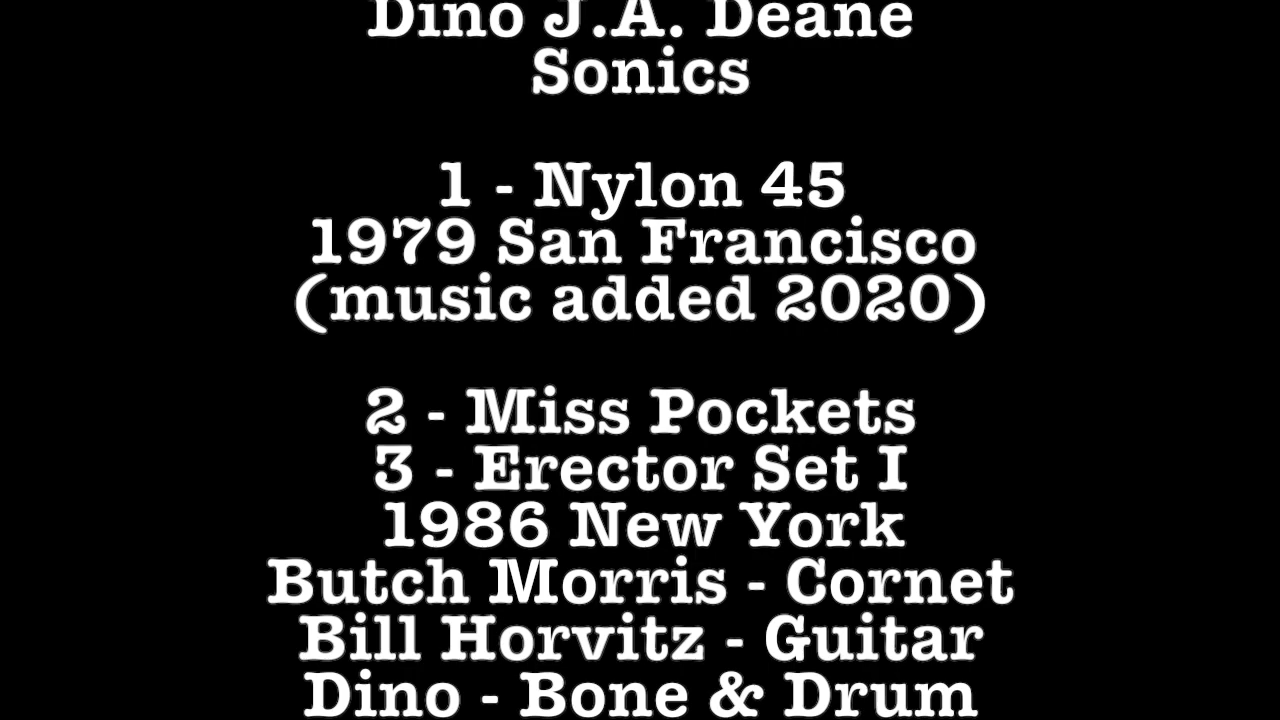 Dino J.A. Deane
Sonics
1 - Nylon 45
1979 San Francisco
(music added 2020)
2 - Miss Pockets
3 - Erector Set I
1986 New York
Butch Morris - Cornet
Bill Horvitz - Guitar
Dino - Bone & Drum